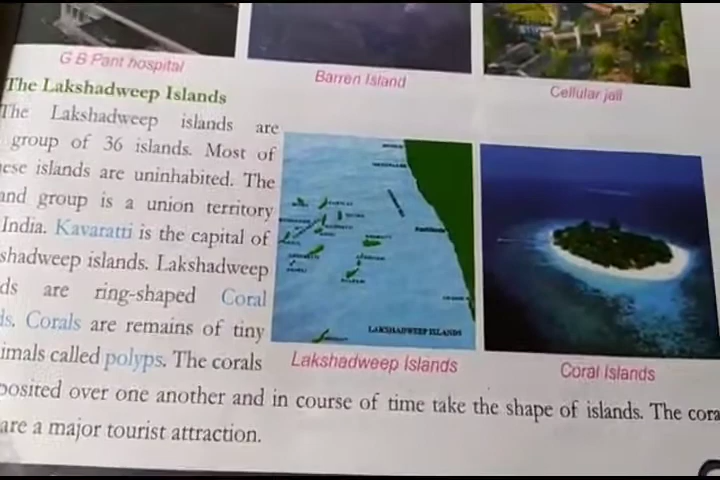 G B Pant hospital
Barren Island
Cellular jail
The Lakshadweep Islands
The Lakshadweep islands are
group of 36 islands. Most of
ese islands are uninhabited. The
and group is a union territory
India. Kavaratti is the capital of
shadweep islands. Lakshadweep
ds are ring-shaped Coral
ds. Corals are remains of tiny
imals called polyps. The corals
posited over one another and in course of time take the shape of islands. The cora
are a major tourist attraction.
LAKSHADWEEP ISLANDS
Lakshadweep Islands
Coral Islands